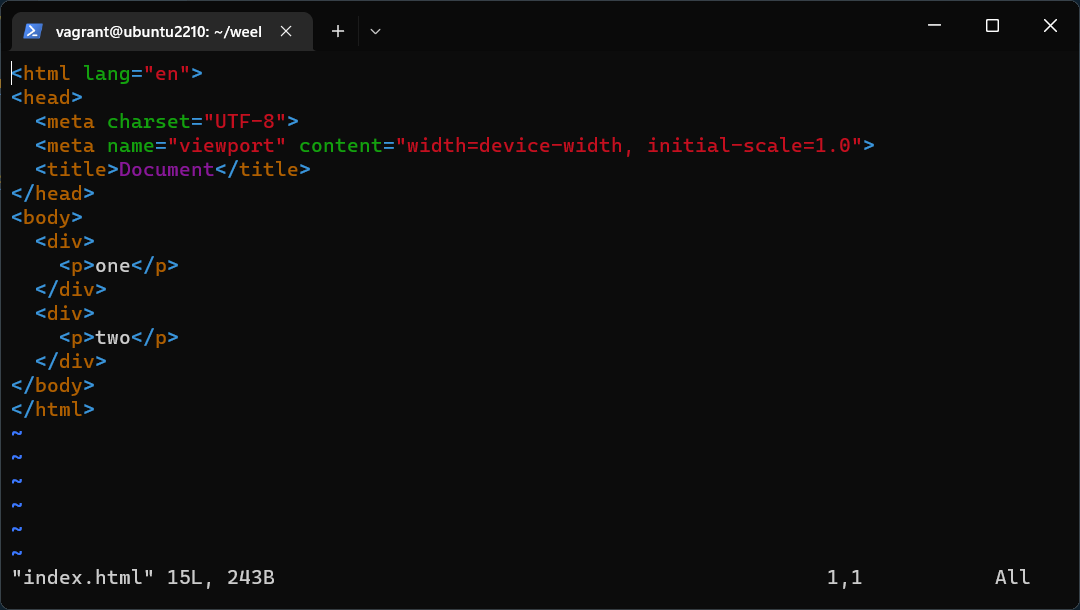 vagrant@ubuntu2210: ~/weel
<html lang="en">
<head>
  <meta charset="UTF-8">
  <meta name="viewport" content="width=device-width, initial-scale=1.0">
  <title>Document</title>
</head>
<body>
  <div>
    <p>one</p>
  </div>
  <div>
    <p>two</p>
  </div>
</body>
</html>
~
~
~
~
~
~
"index.html" 15L, 243B 1,1 All